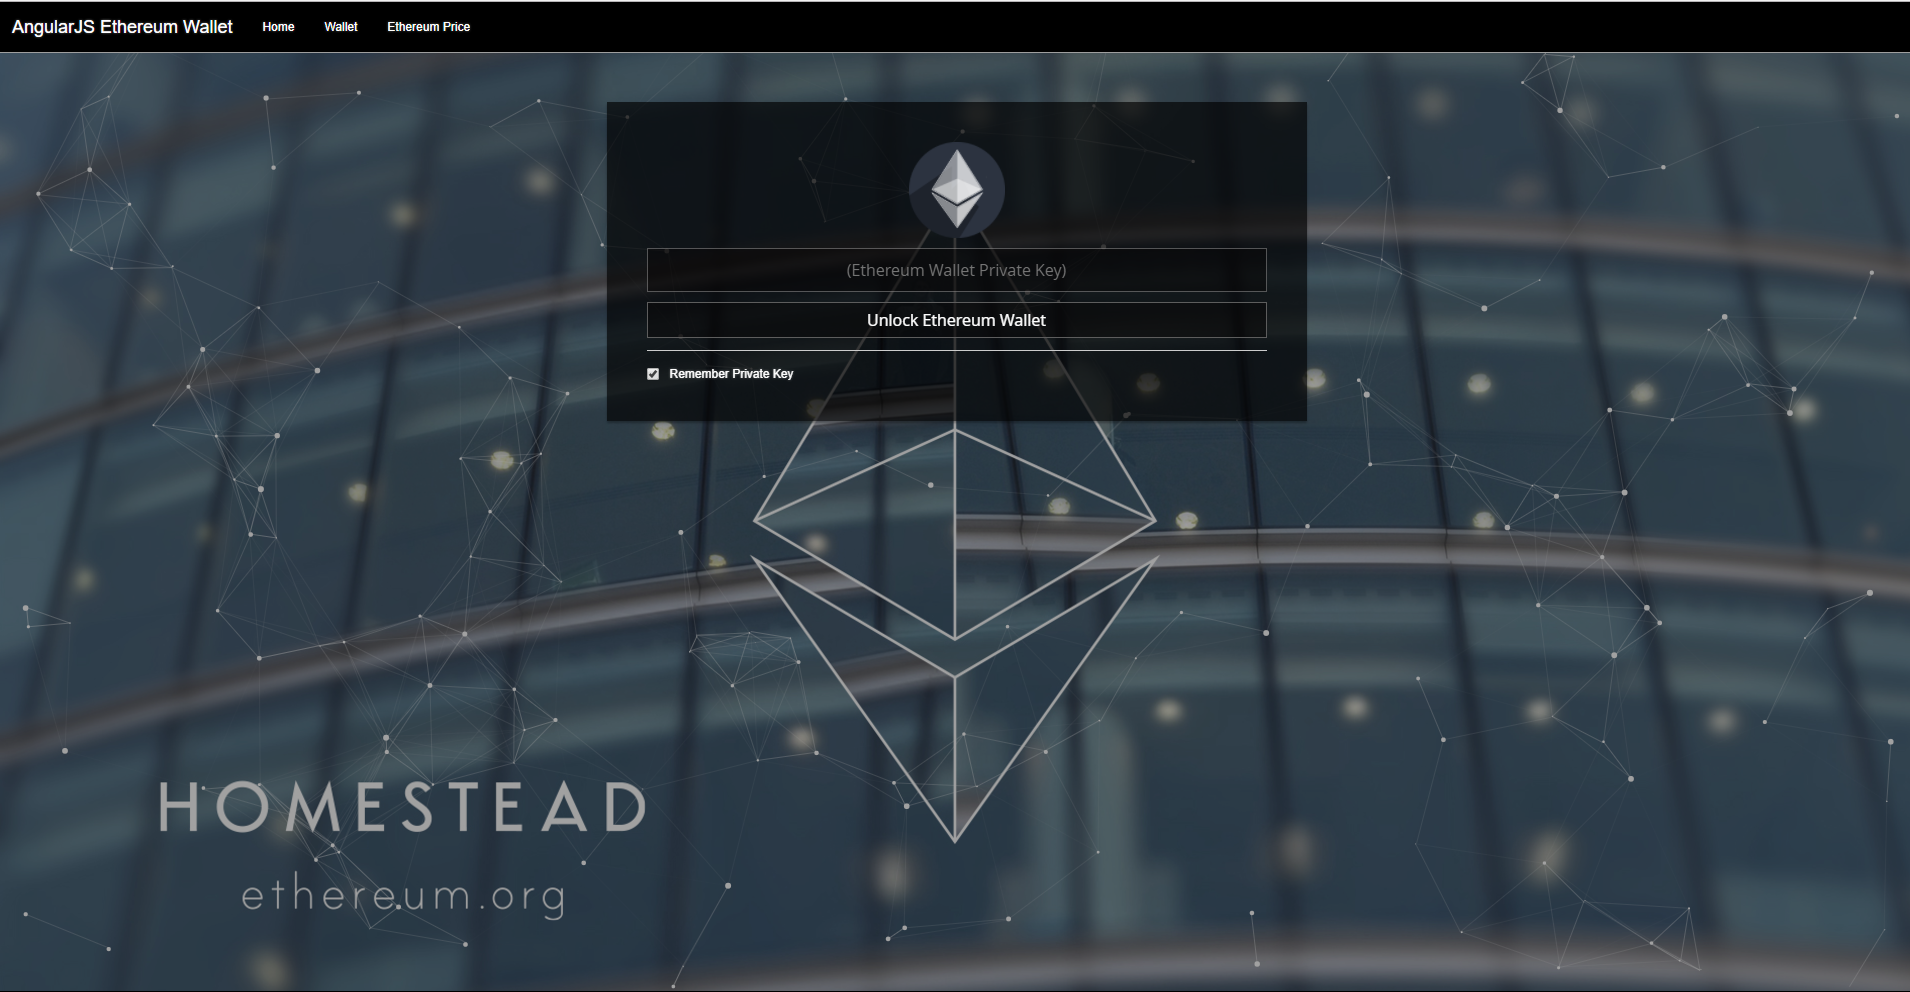 AngularJS Ethereum Wallet Home Wallet Ethereum Price
(Ethereum Wallet Private Key)
Unlock Ethereum Wallet
Remember Private Key
HOMESTEAD
ethereum.org